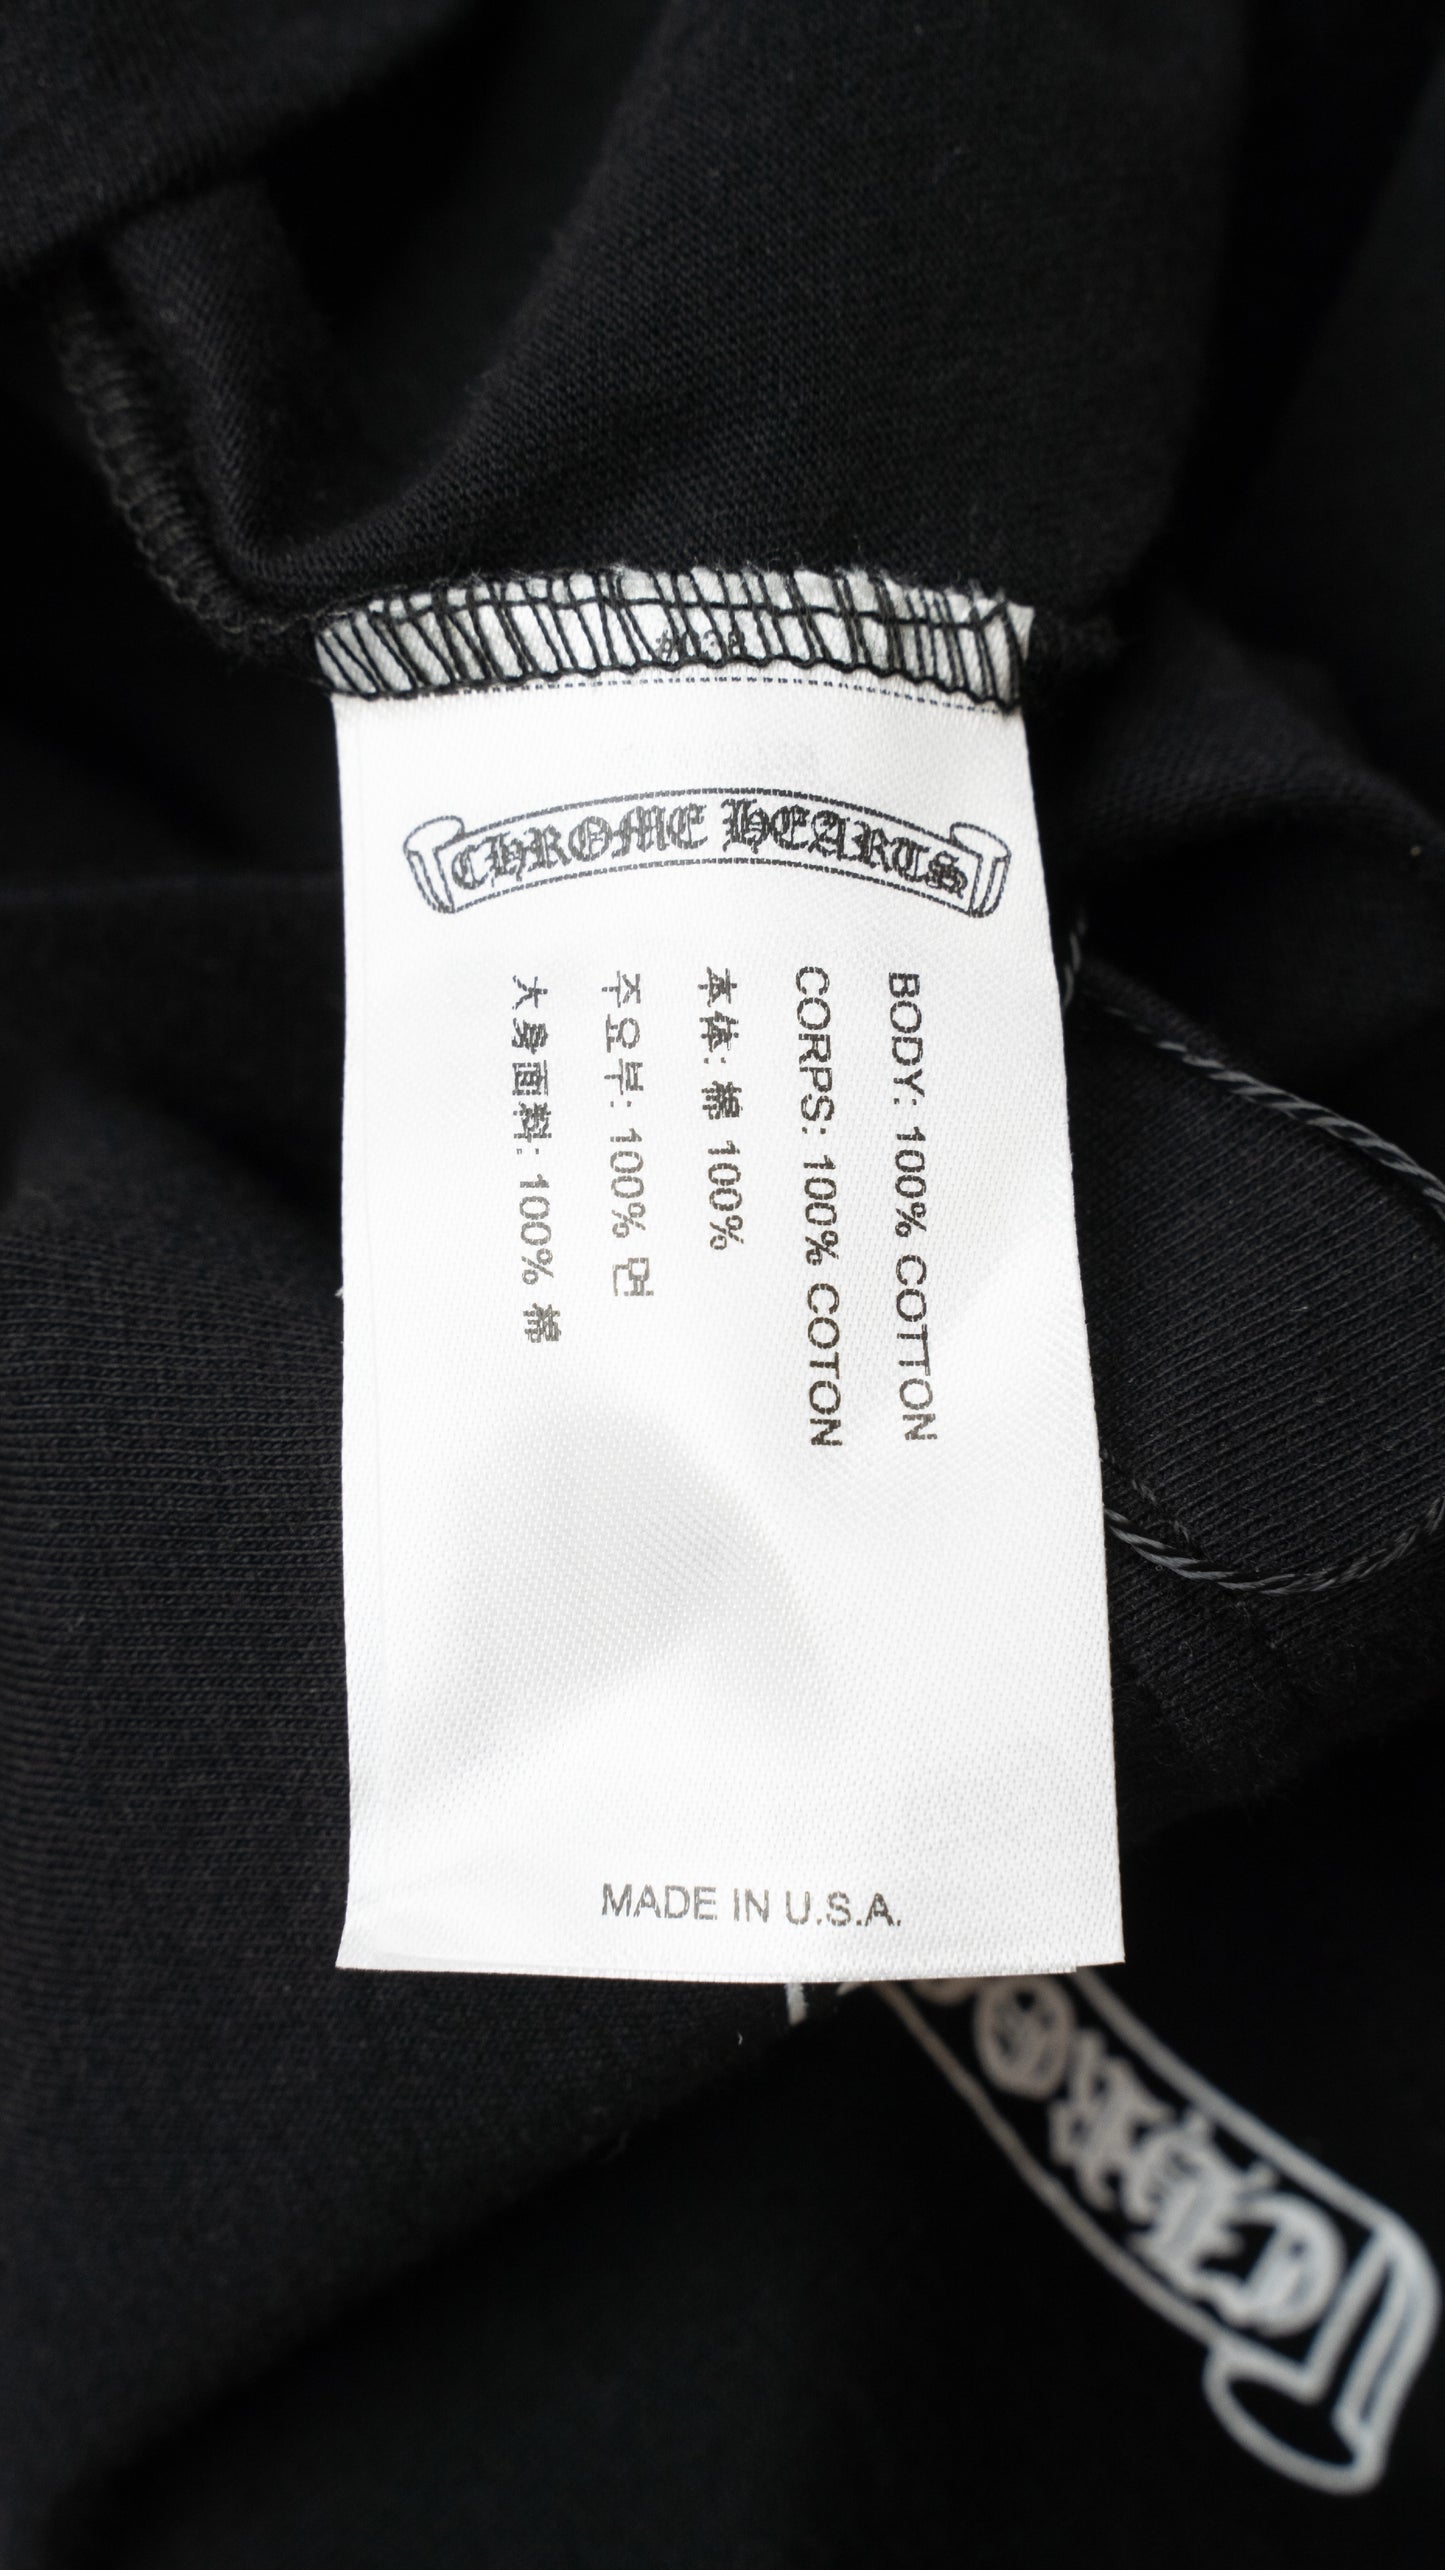 CHROME HEARTS
BODY: 100% COTTON
CORPS: 100% COTON
本体: 綿 100%
주요부: 100% 면
大身面料: 100% 棉
MADE IN U.S.A.
CHRO